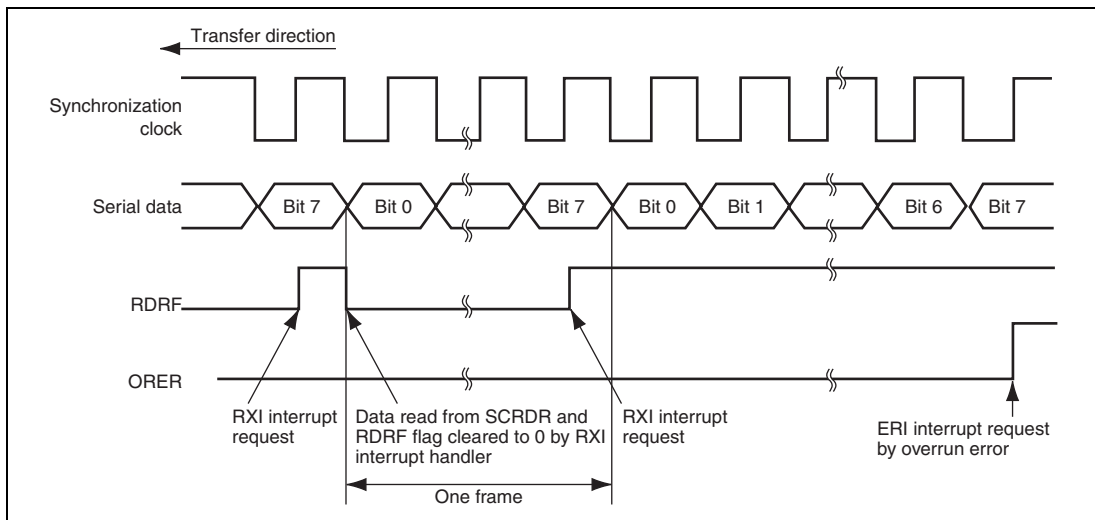 Transfer direction
Synchronization
clock
Serial data
Bit 7
Bit 0
Bit 7
Bit 0
Bit 1
Bit 6
Bit 7
RDRF
ORER
RXI interrupt
request
Data read from SCRDR and
RDRF flag cleared to 0 by RXI
interrupt handler
RXI interrupt
request
ERI interrupt request
by overrun error
One frame